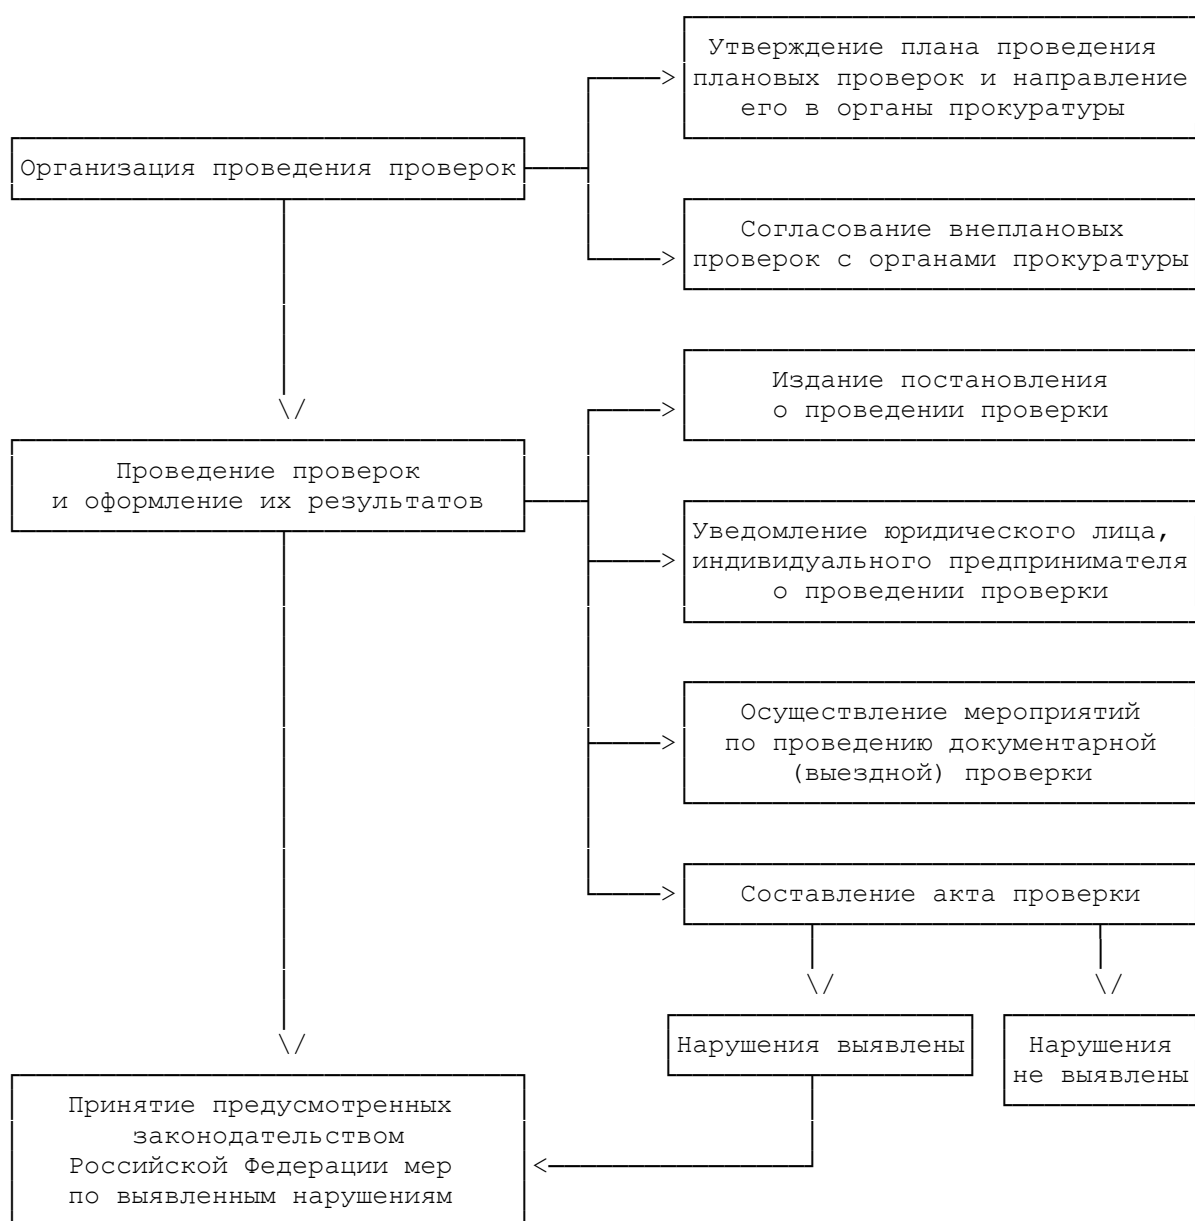 Утверждение плана проведения
плановых проверок и направление
его в органы прокуратуры
Организация проведения проверок
Согласование внеплановых
проверок с органами прокуратуры
Издание постановления
о проведении проверки
Проведение проверок
и оформление их результатов
Уведомление юридического лица,
индивидуального предпринимателя
о проведении проверки
Осуществление мероприятий
по проведению документарной
(выездной) проверки
Составление акта проверки
Нарушения выявлены
Нарушения
не выявлены
Принятие предусмотренных
законодательством
Российской Федерации мер
по выявленным нарушениям